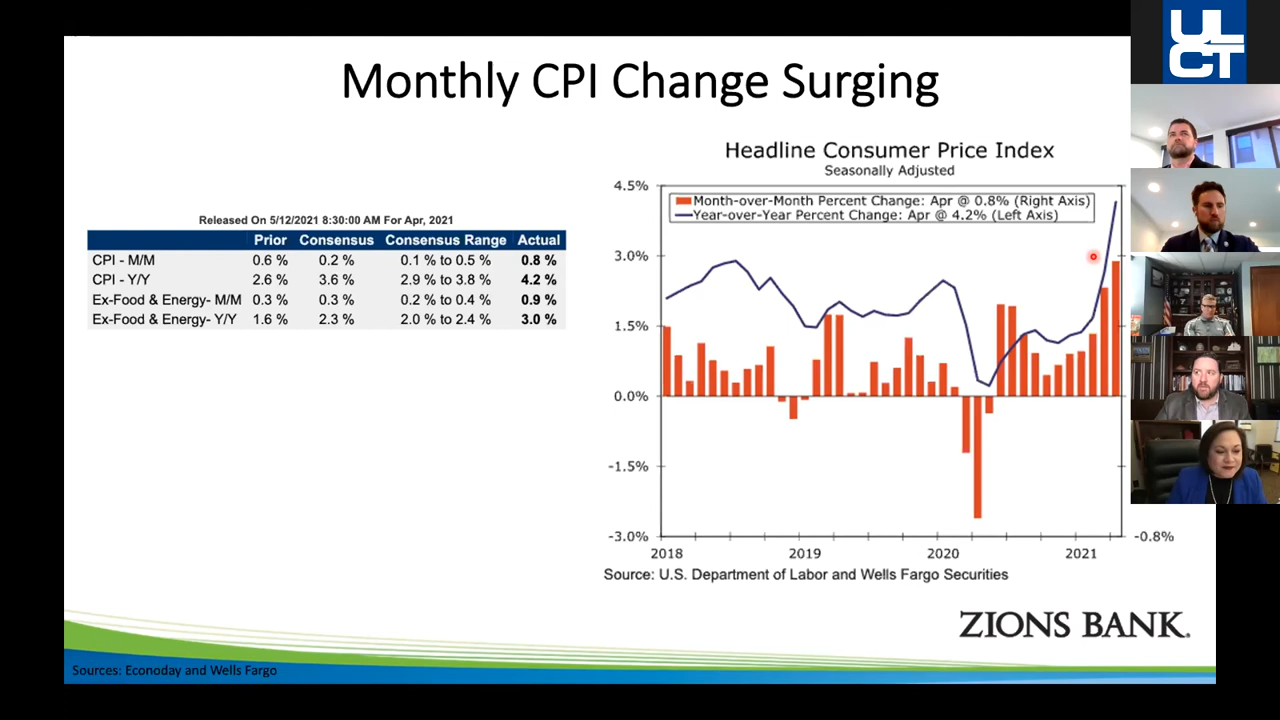 Monthly CPI Change Surging
Released On 5/12/2021 8:30:00 AM For Apr, 2021
Prior Consensus Consensus Range Actual
CPI - M/M 0.6 % 0.2 % 0.1 % to 0.5 % 0.8 %
CPI - Y/Y 2.6 % 3.6 % 2.9 % to 3.8 % 4.2 %
Ex-Food & Energy- M/M 0.3 % 0.3 % 0.2 % to 0.4 % 0.9 %
Ex-Food & Energy- Y/Y 1.6 % 2.3 % 2.0 % to 2.4 % 3.0 %
Headline Consumer Price Index
Seasonally Adjusted
Month-over-Month Percent Change: Apr @ 0.8% (Right Axis)
Year-over-Year Percent Change: Apr @ 4.2% (Left Axis)
4.5%
3.0%
1.5%
0.0%
-1.5%
-3.0%
-0.8%
2018 2019 2020 2021
Source: U.S. Department of Labor and Wells Fargo Securities
ZIONS BANK.
Sources: Econoday and Wells Fargo
ULCT